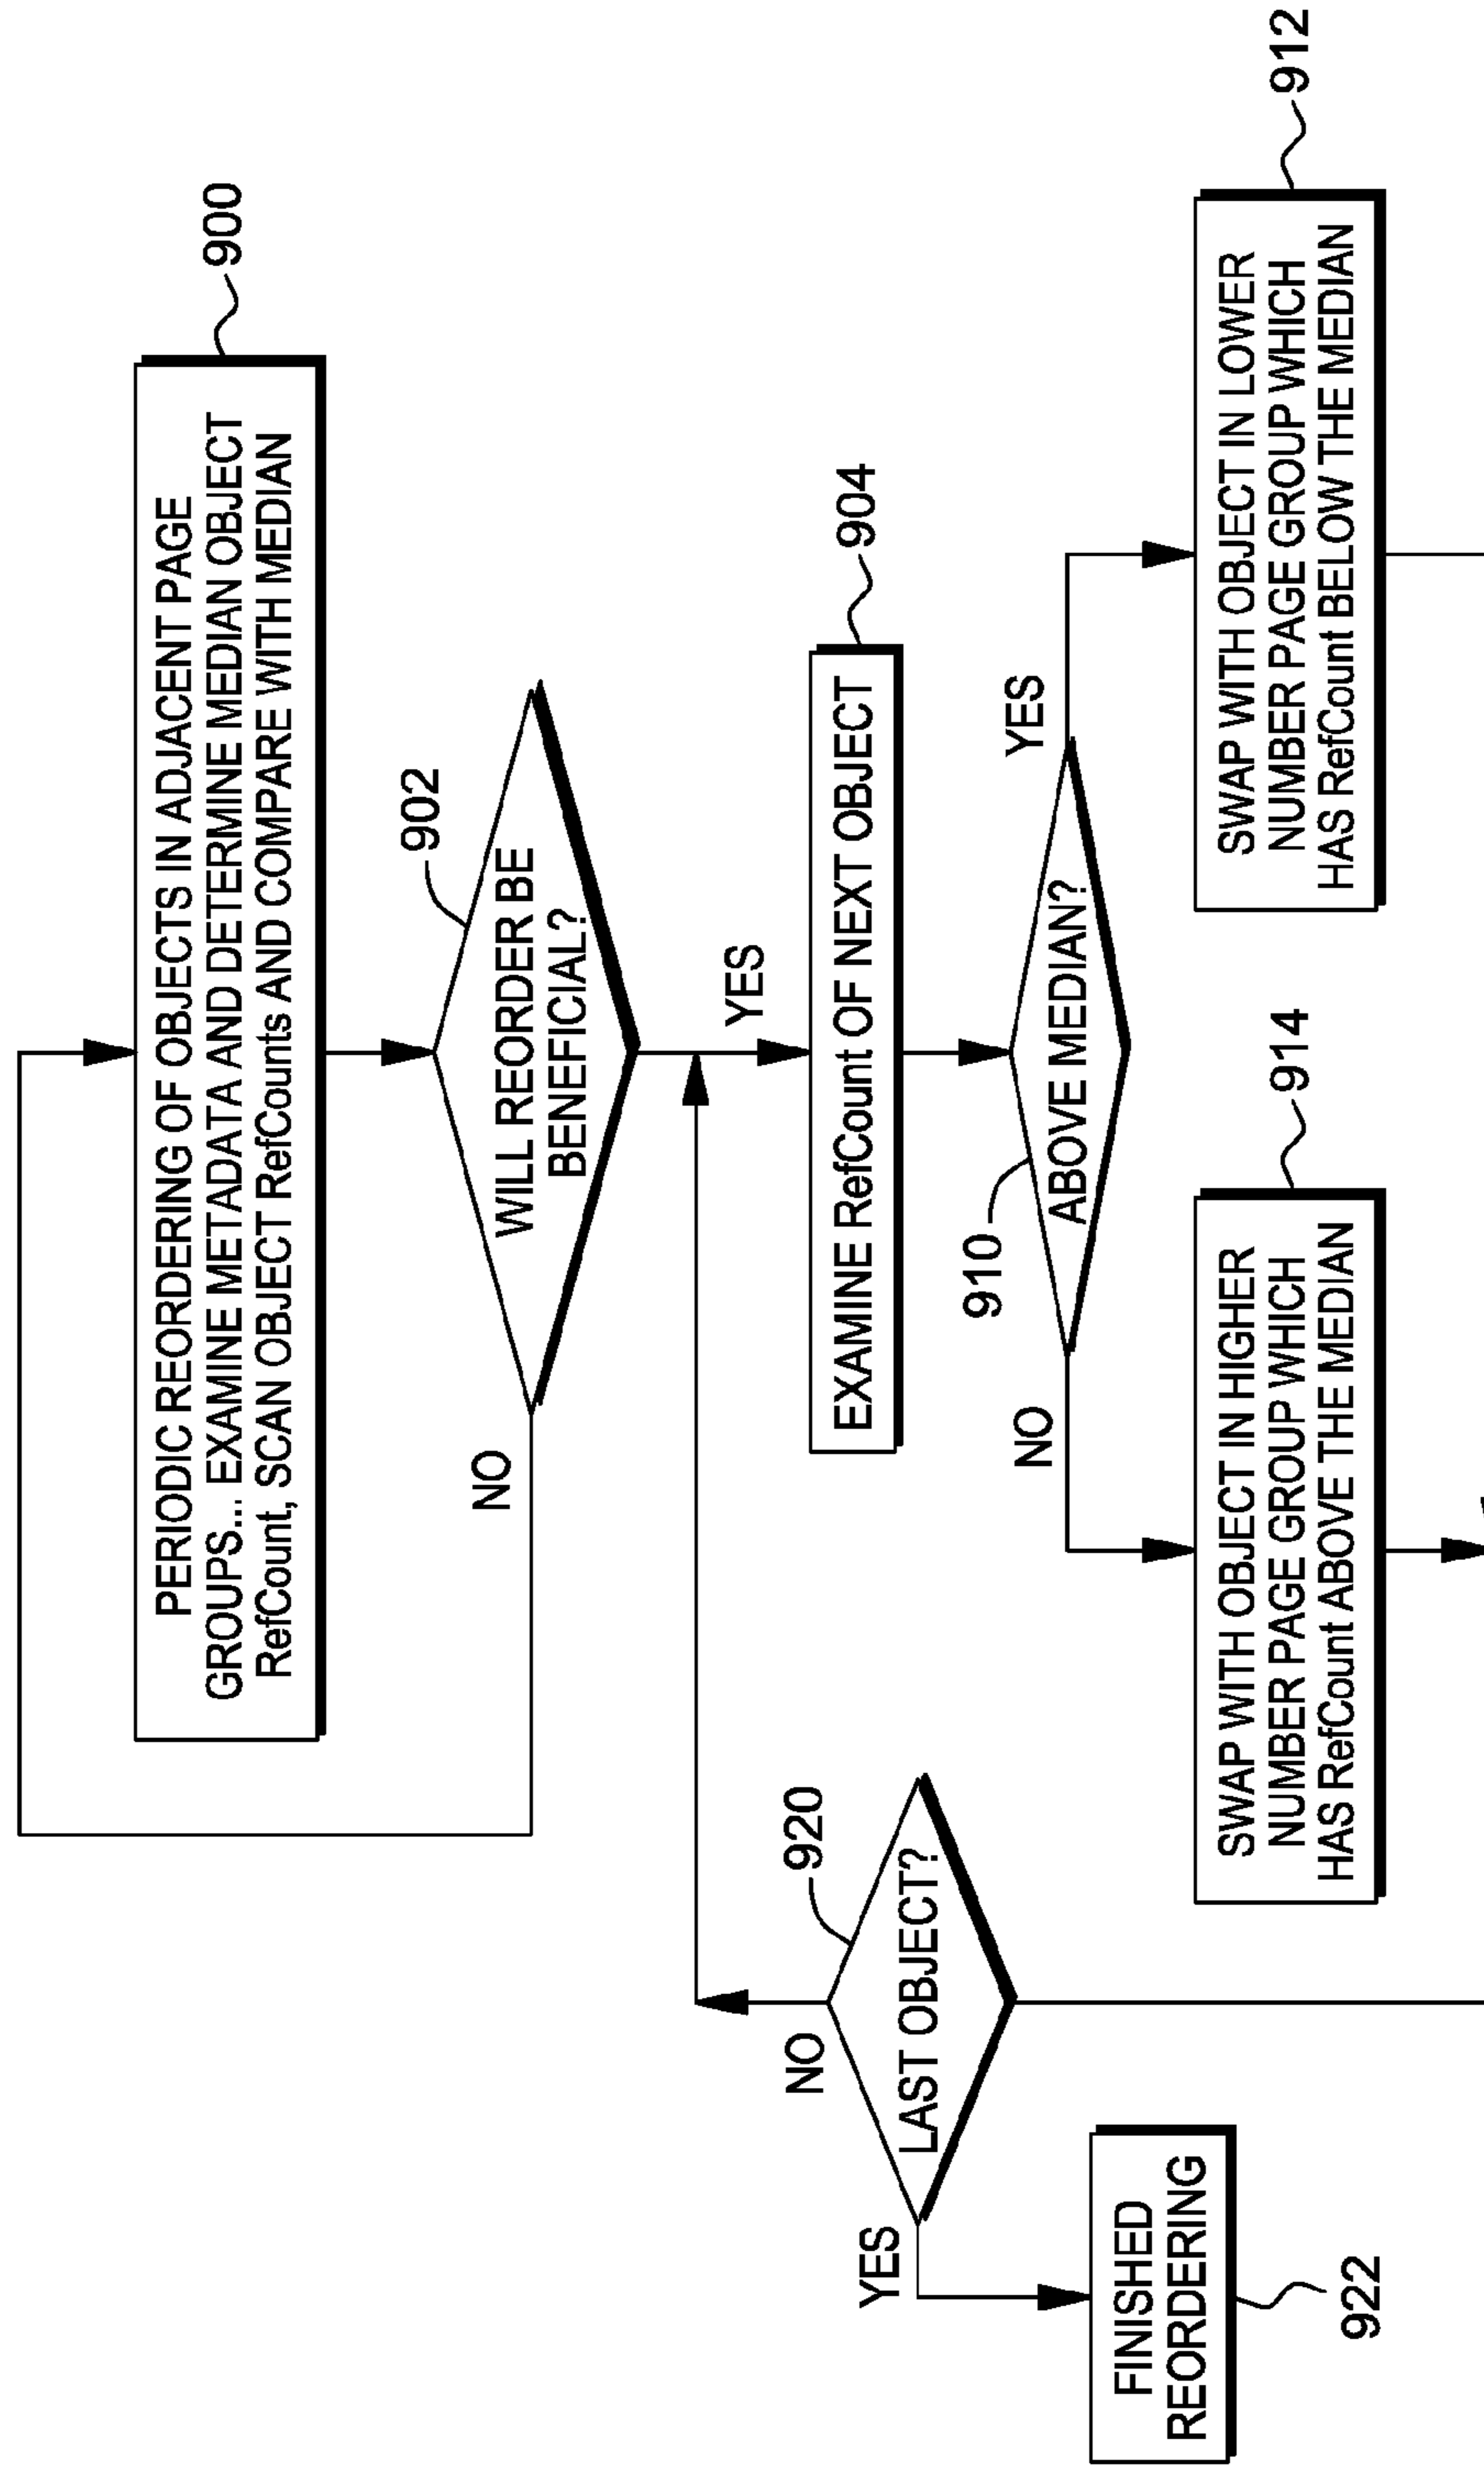 PERIODIC REORDERING OF OBJECTS IN ADJACENT PAGE
GROUPS... EXAMINE METADATA AND DETERMINE MEDIAN OBJECT
RefCount, SCAN OBJECT RefCounts AND COMPARE WITH MEDIAN
900
902
WILL REORDER BE
BENEFICIAL?
NO
YES
EXAMINE RefCount OF NEXT OBJECT
904
910
ABOVE MEDIAN?
NO
YES
SWAP WITH OBJECT IN HIGHER
NUMBER PAGE GROUP WHICH
HAS RefCount ABOVE THE MEDIAN
914
SWAP WITH OBJECT IN LOWER
NUMBER PAGE GROUP WHICH
HAS RefCount BELOW THE MEDIAN
912
920
LAST OBJECT?
NO
YES
FINISHED
REORDERING
922